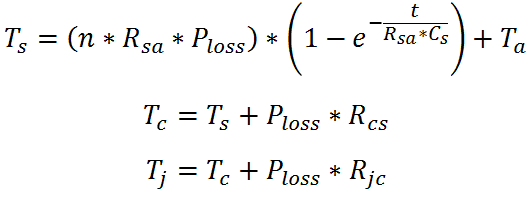 T_s = (n * R_sa * P_loss) * (1 − e^(−t/(R_sa*C_s))) + T_a
T_c = T_s + P_loss * R_cs
T_j = T_c + P_loss * R_jc